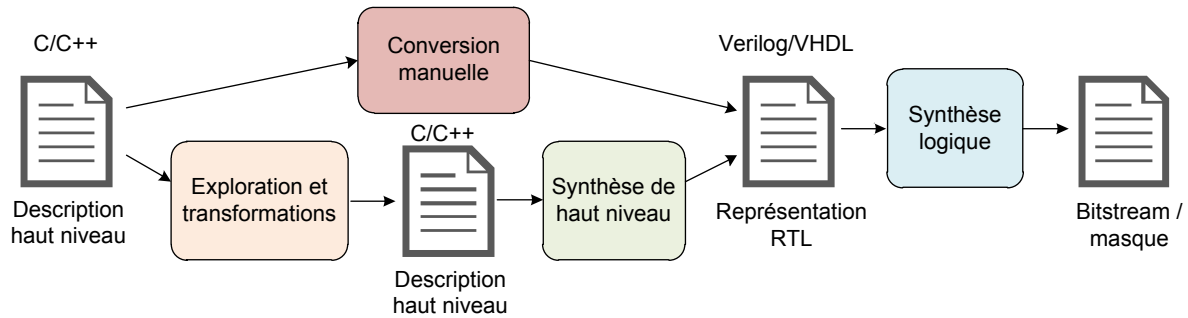 C/C++
Description
haut niveau
Conversion
manuelle
Exploration et
transformations
C/C++
Description
haut niveau
Synthèse de
haut niveau
Verilog/VHDL
Représentation
RTL
Synthèse
logique
Bitstream /
masque